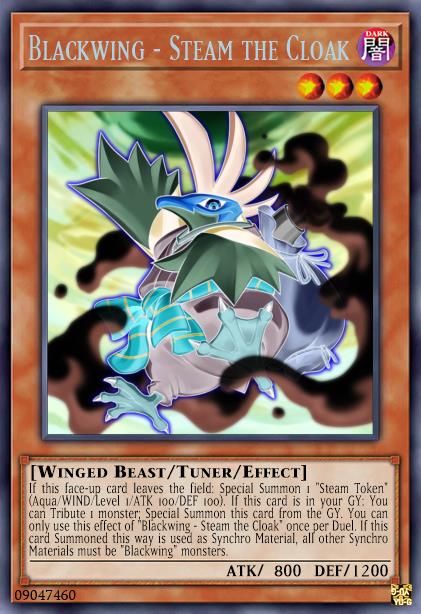 BLACKWING - STEAM THE CLOAK
DARK
闇
[WINGED BEAST/TUNER/EFFECT]
If this face-up card leaves the field: Special Summon 1 "Steam Token"
(Aqua/WIND/Level 1/ATK 100/DEF 100). If this card is in your GY: You
can Tribute 1 monster; Special Summon this card from the GY. You can
only use this effect of "Blackwing - Steam the Cloak" once per Duel. If this
card Summoned this way is used as Synchro Material, all other Synchro
Materials must be "Blackwing" monsters.
ATK/ 800 DEF/1200
09047460